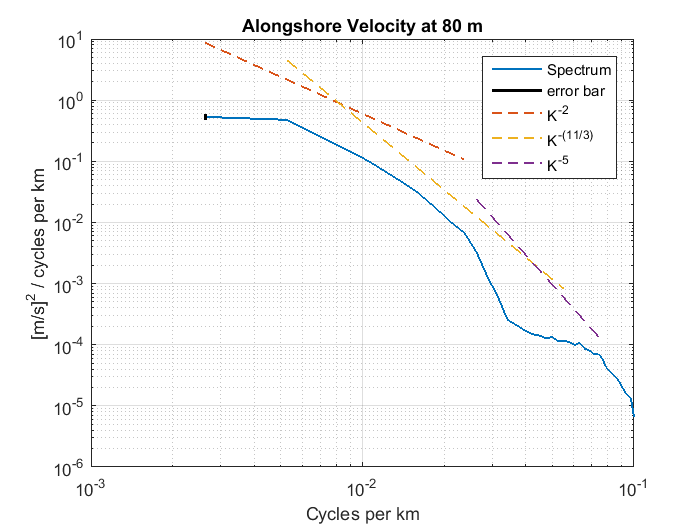 Alongshore Velocity at 80 m
[m/s]^2 / cycles per km
10^1
10^0
10^-1
10^-2
10^-3
10^-4
10^-5
10^-6
Spectrum
error bar
K^-2
K^-(11/3)
K^-5
10^-3
10^-2
10^-1
Cycles per km